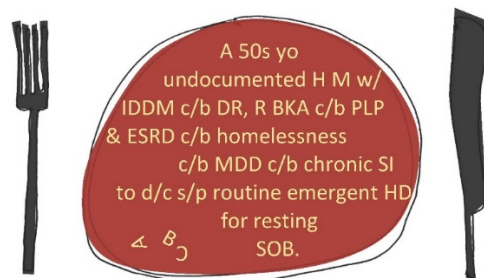 A 50s yo
undocumented H M w/
IDDM c/b DR, R BKA c/b PLP
& ESRD c/b homelessness
c/b MDD c/b chronic SI
to d/c s/p routine emergent HD
for resting
SOB.
A B C